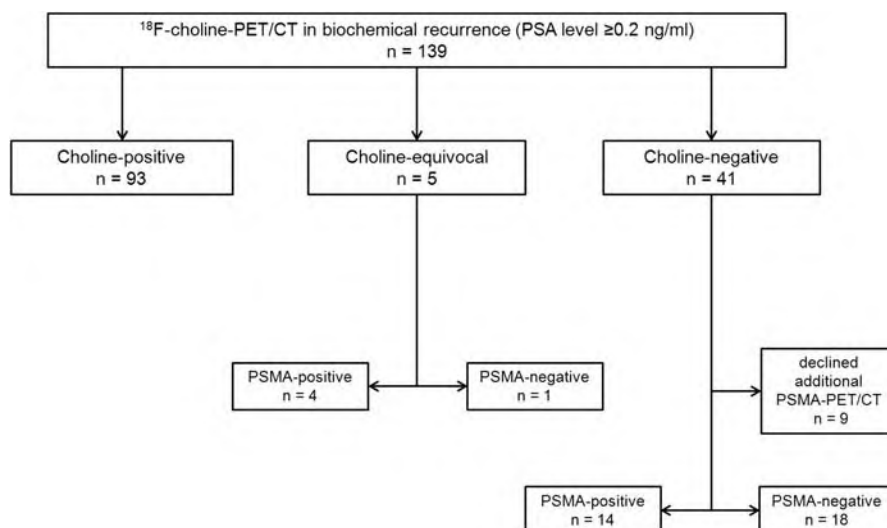 ¹⁸F-choline-PET/CT in biochemical recurrence (PSA level ≥0.2 ng/ml)
n = 139
Choline-positive
n = 93
Choline-equivocal
n = 5
Choline-negative
n = 41
PSMA-positive
n = 4
PSMA-negative
n = 1
declined
additional
PSMA-PET/CT
n = 9
PSMA-positive
n = 14
PSMA-negative
n = 18